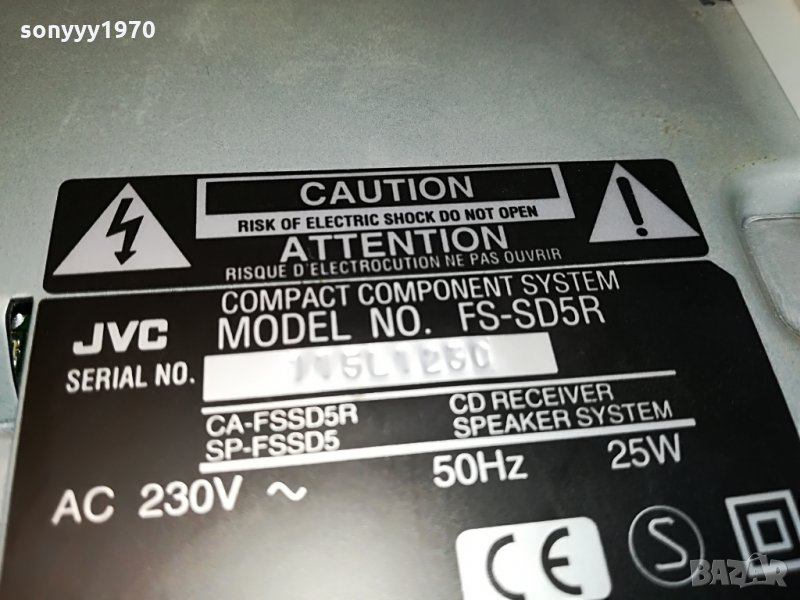 sonyyy1970
CAUTION
RISK OF ELECTRIC SHOCK DO NOT OPEN
ATTENTION
RISQUE D'ELECTROCUTION NE PAS OUVRIR
COMPACT COMPONENT SYSTEM
JVC MODEL NO. FS-SD5R
SERIAL NO.
CA-FSSD5R CD RECEIVER
SP-FSSD5 SPEAKER SYSTEM
AC 230V ~ 50Hz 25W
CE S
BAZAR